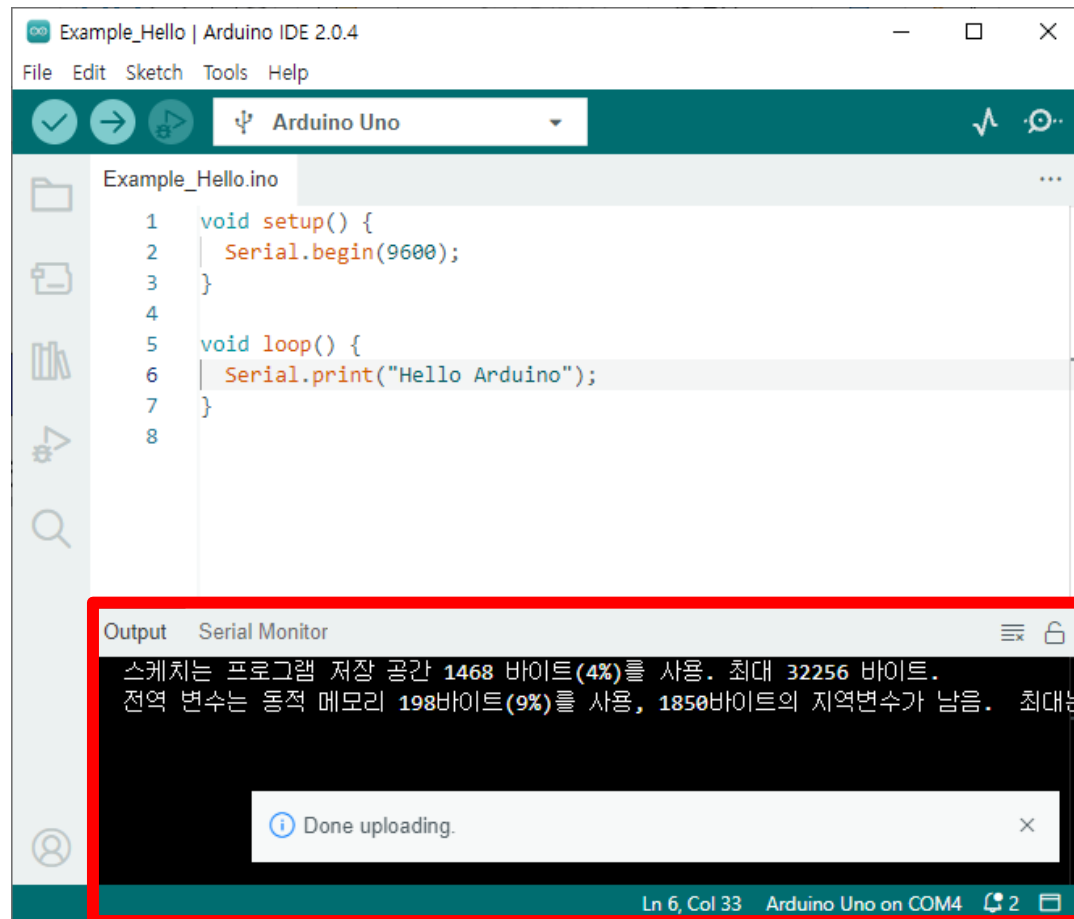 Example_Hello | Arduino IDE 2.0.4
File Edit Sketch Tools Help
Arduino Uno
Example_Hello.ino
1 void setup() {
2 Serial.begin(9600);
3 }
4
5 void loop() {
6 Serial.print("Hello Arduino");
7 }
8
Output Serial Monitor
스케치는 프로그램 저장 공간 1468 바이트(4%)를 사용. 최대 32256 바이트.
전역 변수는 동적 메모리 198바이트(9%)를 사용, 1850바이트의 지역변수가 남음. 최대
Done uploading.
Ln 6, Col 33 Arduino Uno on COM4 2